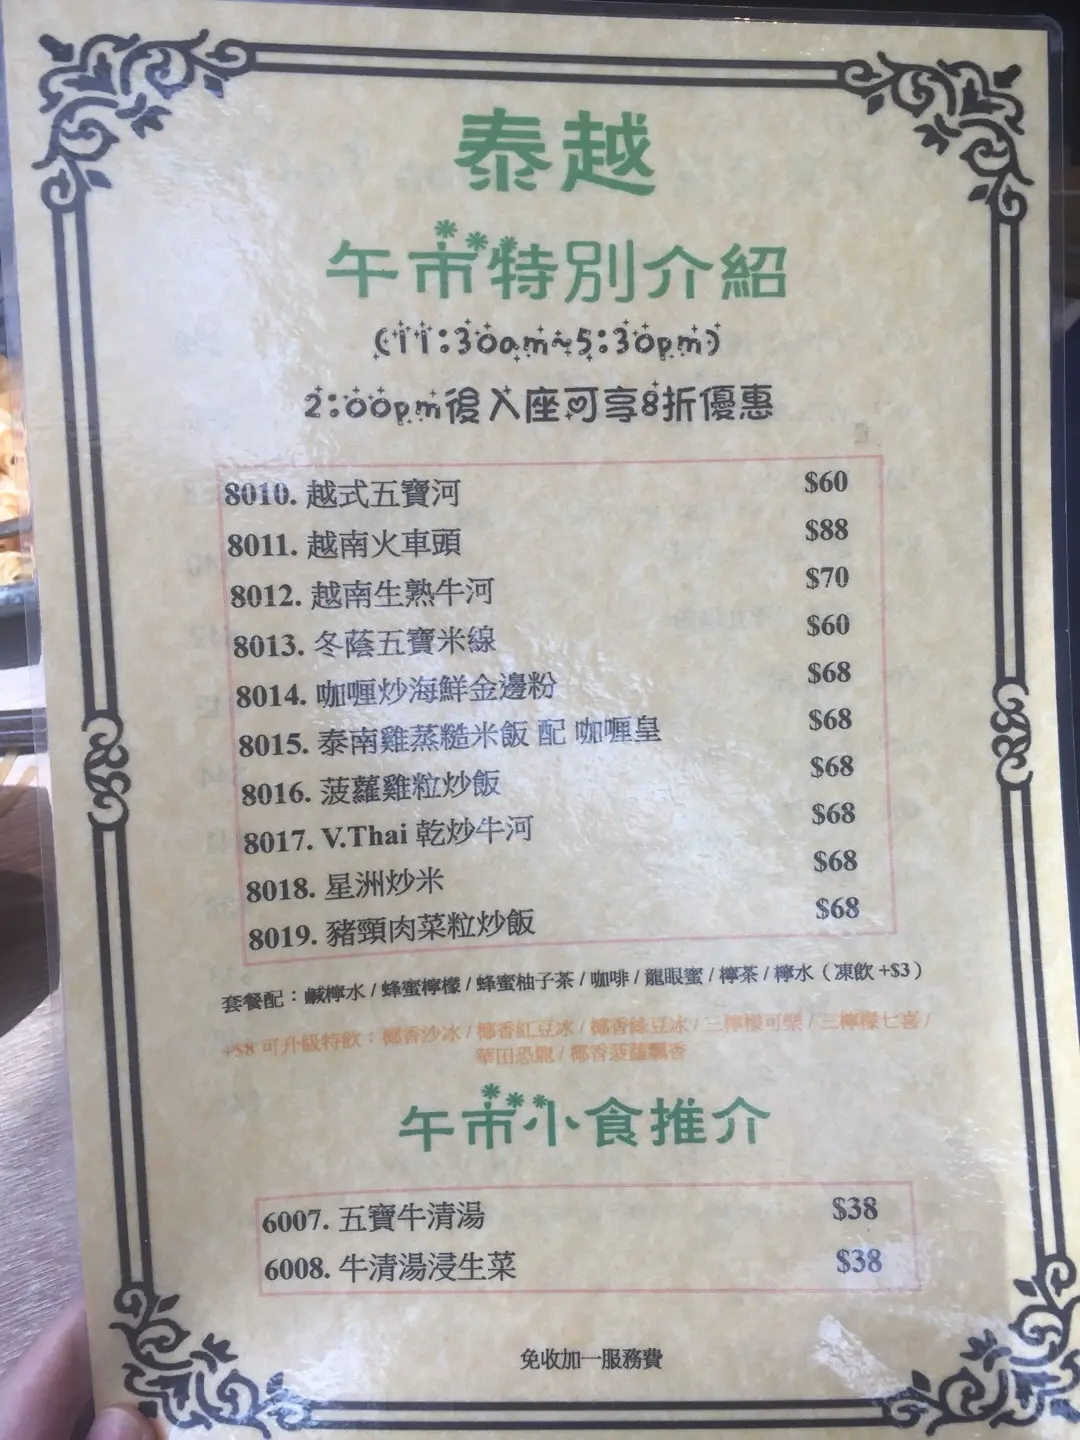 泰越
午市特別介紹
(11:30am~5:30pm)
2:00pm後入座可享8折優惠
8010. 越式五寶河 $60
8011. 越南火車頭 $88
8012. 越南生熟牛河 $70
8013. 冬蔭五寶米線 $60
8014. 咖喱炒海鮮金邊粉 $68
8015. 泰南雞蒸糙米飯 配 咖喱皇 $68
8016. 菠蘿雞粒炒飯 $68
8017. V.Thai 乾炒牛河 $68
8018. 星洲炒米 $68
8019. 豬頸肉菜粒炒飯 $68
套餐配：鹹檸水 / 蜂蜜檸檬 / 蜂蜜柚子茶 / 咖啡 / 龍眼蜜 / 檸茶 / 檸水（凍飲 +$3）
+$8 可升級特飲：椰香沙冰 / 椰香紅豆冰 / 椰香綠豆冰 / 三檸檬可樂 / 三檸檬七喜 /
華田恐龍 / 椰香菠蘿飄香
午市小食推介
6007. 五寶牛清湯 $38
6008. 牛清湯浸生菜 $38
免收加一服務費